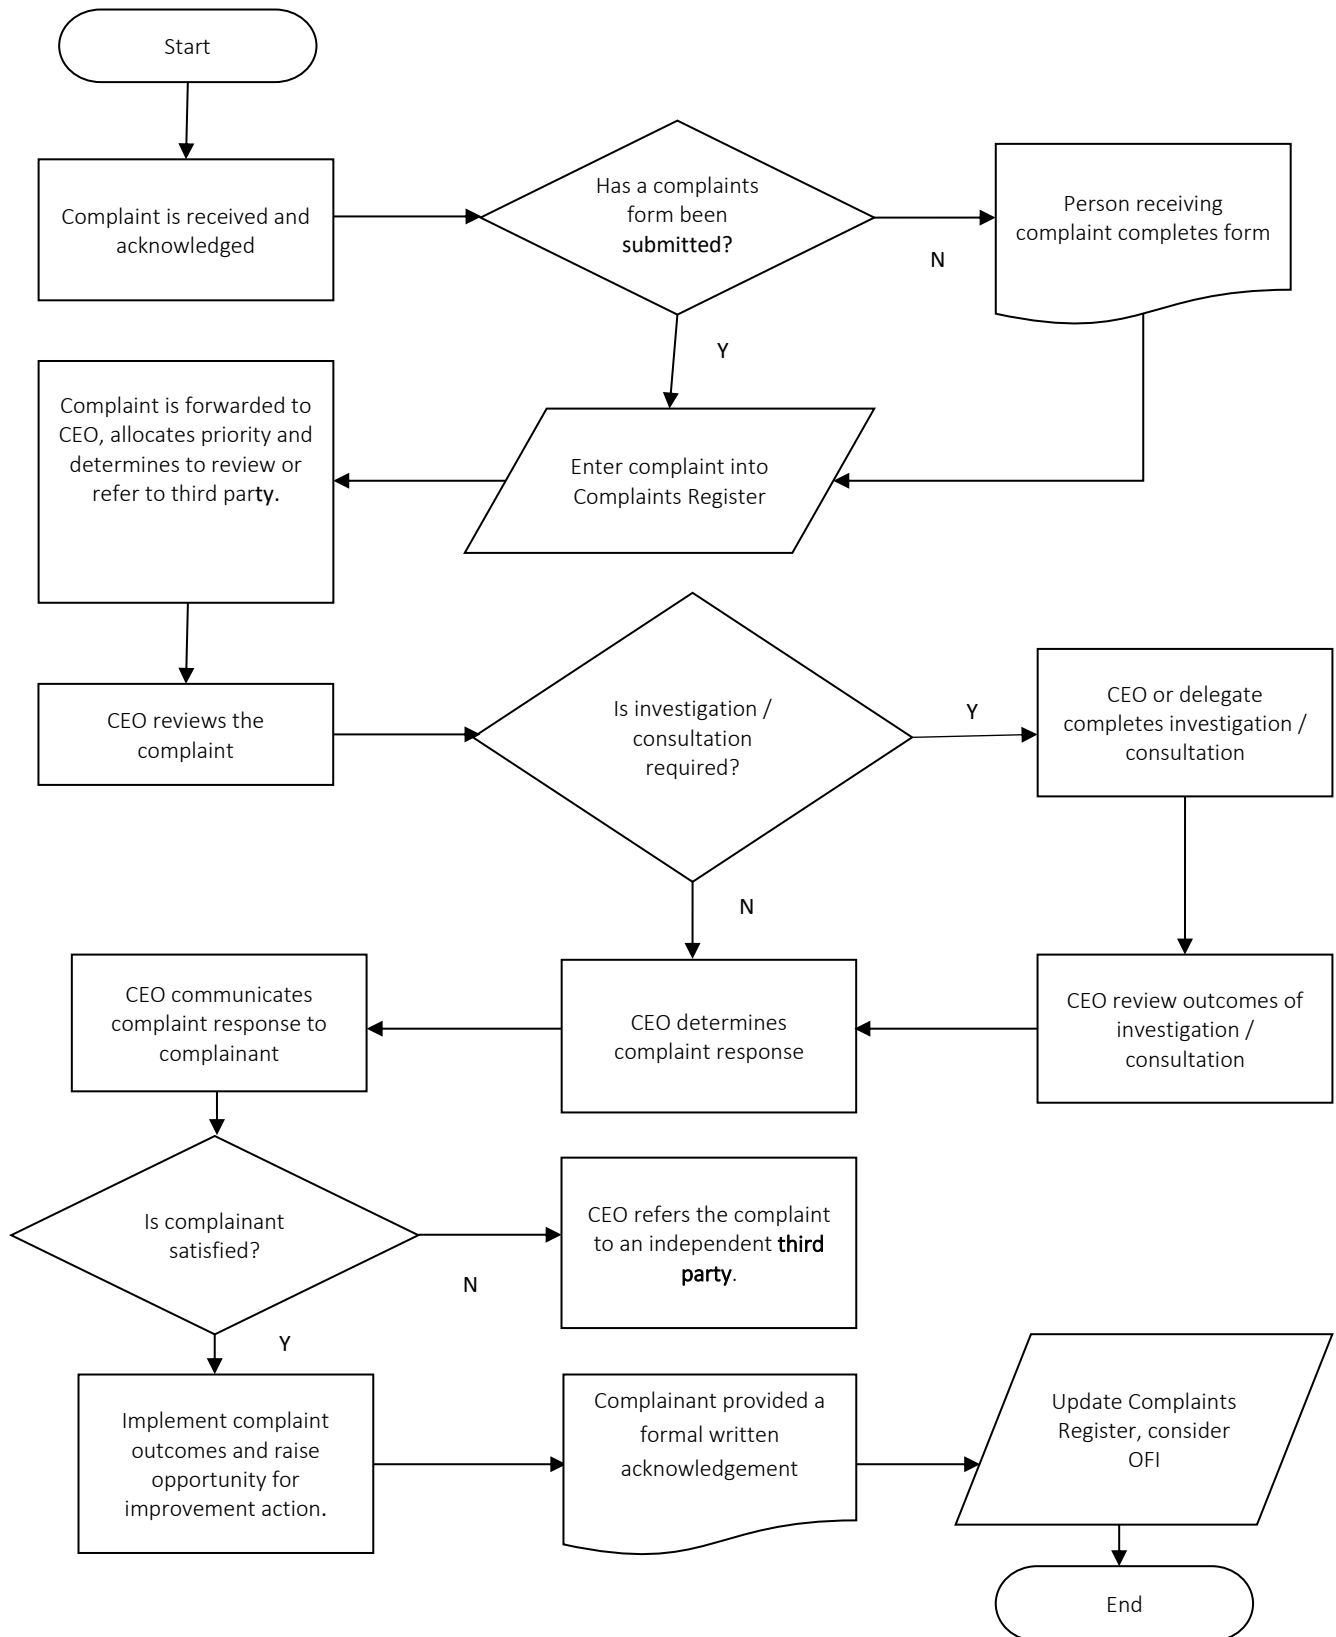 Start
Complaint is received and
acknowledged
Has a complaints
form been
submitted?
N
Person receiving
complaint completes form
Y
Complaint is forwarded to
CEO, allocates priority and
determines to review or
refer to third party.
Enter complaint into
Complaints Register
CEO reviews the
complaint
Is investigation /
consultation
required?
Y
CEO or delegate
completes investigation /
consultation
N
CEO communicates
complaint response to
complainant
CEO determines
complaint response
CEO review outcomes of
investigation /
consultation
Is complainant
satisfied?
N
CEO refers the complaint
to an independent third
party.
Y
Implement complaint
outcomes and raise
opportunity for
improvement action.
Complainant provided a
formal written
acknowledgement
Update Complaints
Register, consider
OFI
End